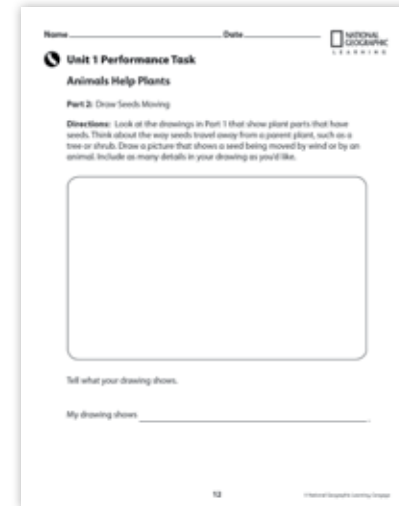 Name Date
NATIONAL
GEOGRAPHIC
LEARNING
Unit 1 Performance Task
Animals Help Plants
Part 2: Draw Seeds Moving
Directions: Look at the drawings in Part 1 that show plant parts that have
seeds. Think about the way seeds travel away from a parent plant, such as a
tree or shrub. Draw a picture that shows a seed being moved by wind or by an
animal. Include as many details in your drawing as you'd like.
Tell what your drawing shows.
My drawing shows .
12
© National Geographic Learning, Cengage